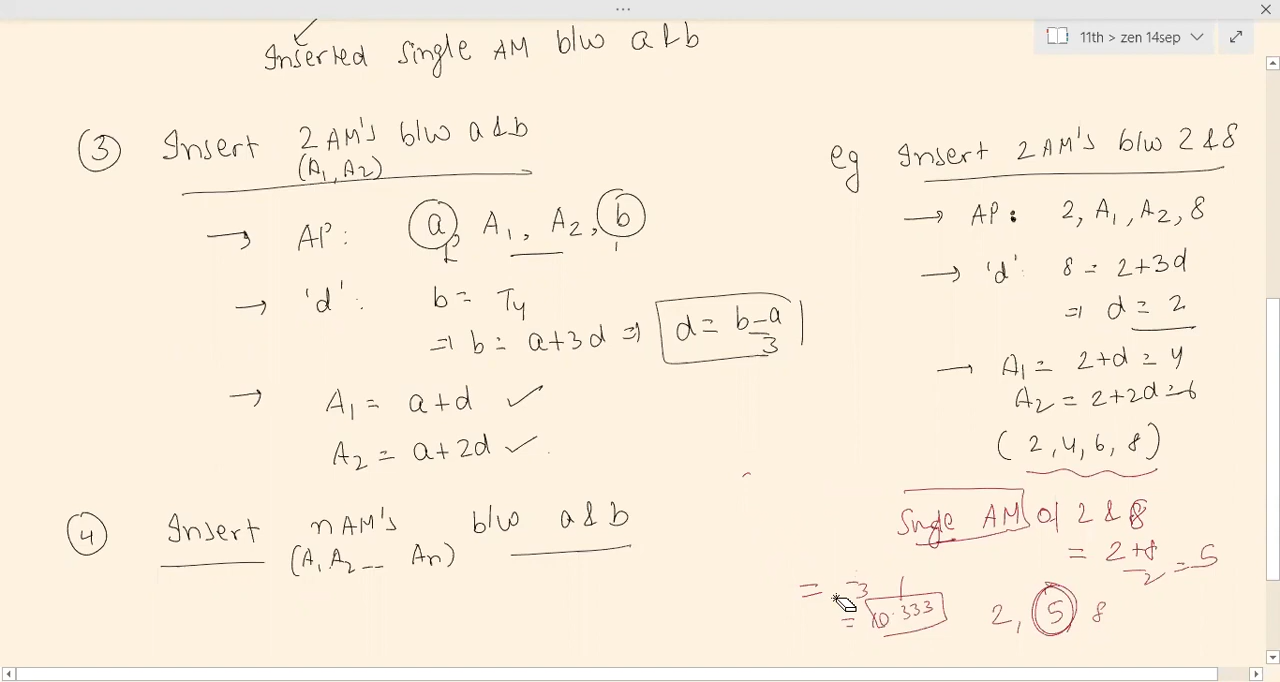 11th > zen 14sep
Inserted single AM b/w a & b
③ Insert 2 AM's b/w a & b
(A₁, A₂)
→ AP: a, A₁, A₂, b
→ 'd': b = T₄
⇒ b = a+3d ⇒ d = b-a/3
→ A₁ = a+d ✓
A₂ = a+2d ✓
④ Insert n AM's b/w a & b
(A₁ A₂ -- An)
eg Insert 2 AM's b/w 2 & 8
→ AP: 2, A₁, A₂, 8
→ 'd': 8 = 2+3d
⇒ d = 2
→ A₁ = 2+d = 4
A₂ = 2+2d = 6
(2, 4, 6, 8)
Single AM of 2 & 8
= 2+8/2 = 5
= 3
= 10.333
2, 5 8